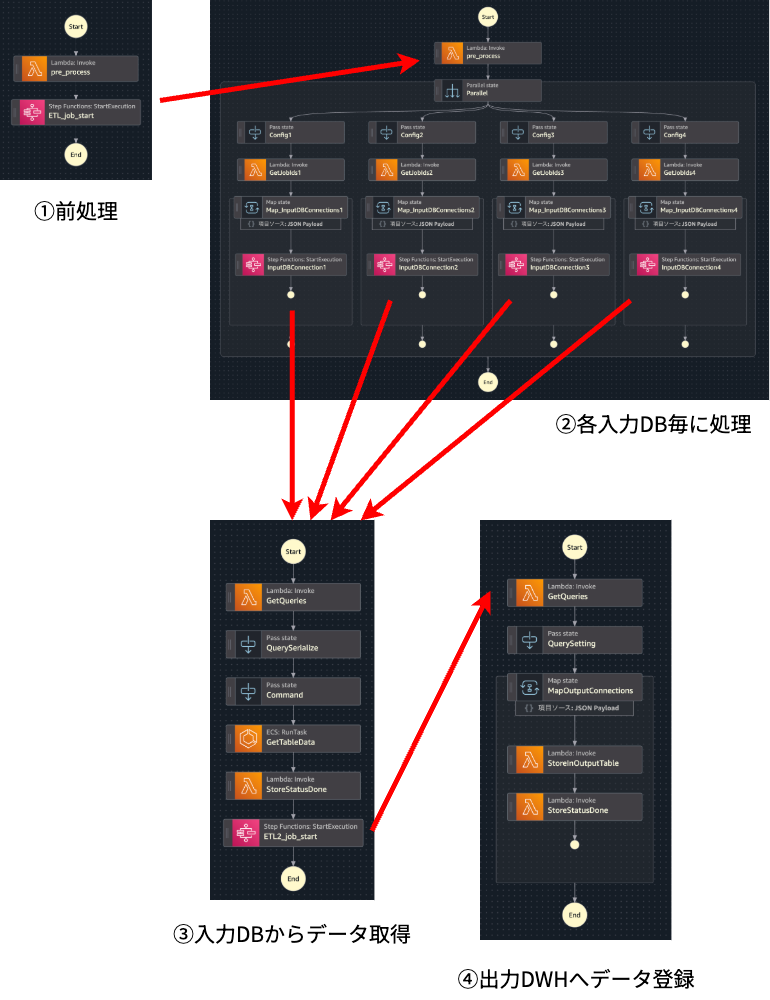 Start
Lambda: Invoke
pre_process
Step Functions: StartExecution
ETL_job_start
End
①前処理
Start
Lambda: Invoke
pre_process
Parallel state
Parallel
Pass state
Config1
Pass state
Config2
Pass state
Config3
Pass state
Config4
Lambda: Invoke
GetJobIds1
Lambda: Invoke
GetJobIds2
Lambda: Invoke
GetJobIds3
Lambda: Invoke
GetJobIds4
Map state
Map_InputDBConnections1
{} 項目ソース: JSON Payload
Map state
Map_InputDBConnections2
{} 項目ソース: JSON Payload
Map state
Map_InputDBConnections3
{} 項目ソース: JSON Payload
Map state
Map_InputDBConnections4
{} 項目ソース: JSON Payload
Step Functions: StartExecution
InputDBConnection1
Step Functions: StartExecution
InputDBConnection2
Step Functions: StartExecution
InputDBConnection3
Step Functions: StartExecution
InputDBConnection4
End
②各入力DB毎に処理
Start
Lambda: Invoke
GetQueries
Pass state
QuerySerialize
Pass state
Command
ECS: RunTask
GetTableData
Lambda: Invoke
StoreStatusDone
Step Functions: StartExecution
ETL2_job_start
End
③入力DBからデータ取得
Start
Lambda: Invoke
GetQueries
Pass state
QuerySetting
Map state
MapOutputConnections
{} 項目ソース: JSON Payload
Lambda: Invoke
StoreInOutputTable
Lambda: Invoke
StoreStatusDone
End
④出力DWHへデータ登録